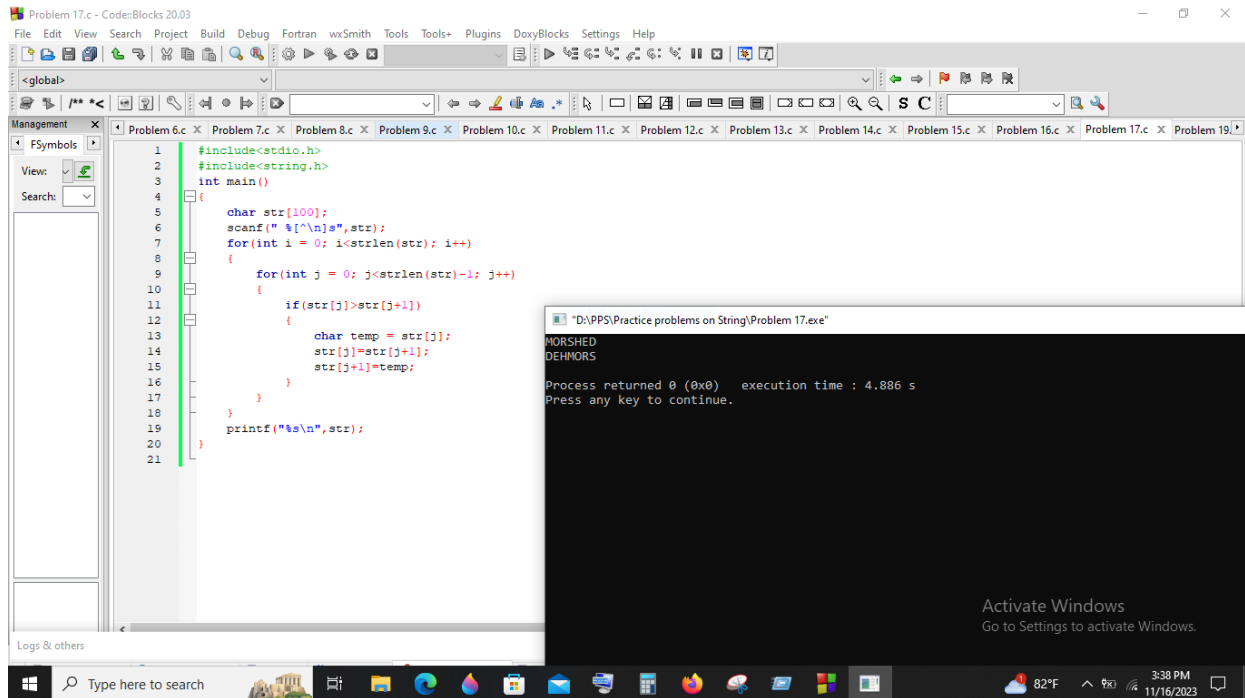 Problem 17.c - Code::Blocks 20.03
File Edit View Search Project Build Debug Fortran wxSmith Tools Tools+ Plugins DoxyBlocks Settings Help
<global>
/** *<
S C
Management X
Problem 6.c X Problem 7.c X Problem 8.c X Problem 9.c X Problem 10.c X Problem 11.c X Problem 12.c X Problem 13.c X Problem 14.c X Problem 15.c X Problem 16.c X Problem 17.c X Problem 19.
FSymbols
View:
Search:
1 #include<stdio.h>
2 #include<string.h>
3 int main()
4 {
5 char str[100];
6 scanf(" %[^\n]s",str);
7 for(int i = 0; i<strlen(str); i++)
8 {
9 for(int j = 0; j<strlen(str)-1; j++)
10 {
11 if(str[j]>str[j+1])
12 {
13 char temp = str[j];
14 str[j]=str[j+1];
15 str[j+1]=temp;
16 }
17 }
18 }
19 printf("%s\n",str);
20 }
21
"D:\PPS\Practice problems on String\Problem 17.exe"
MORSHED
DEHMORS
Process returned 0 (0x0) execution time : 4.886 s
Press any key to continue.
Activate Windows
Go to Settings to activate Windows.
Logs & others
Type here to search
82°F
3:38 PM
11/16/2023